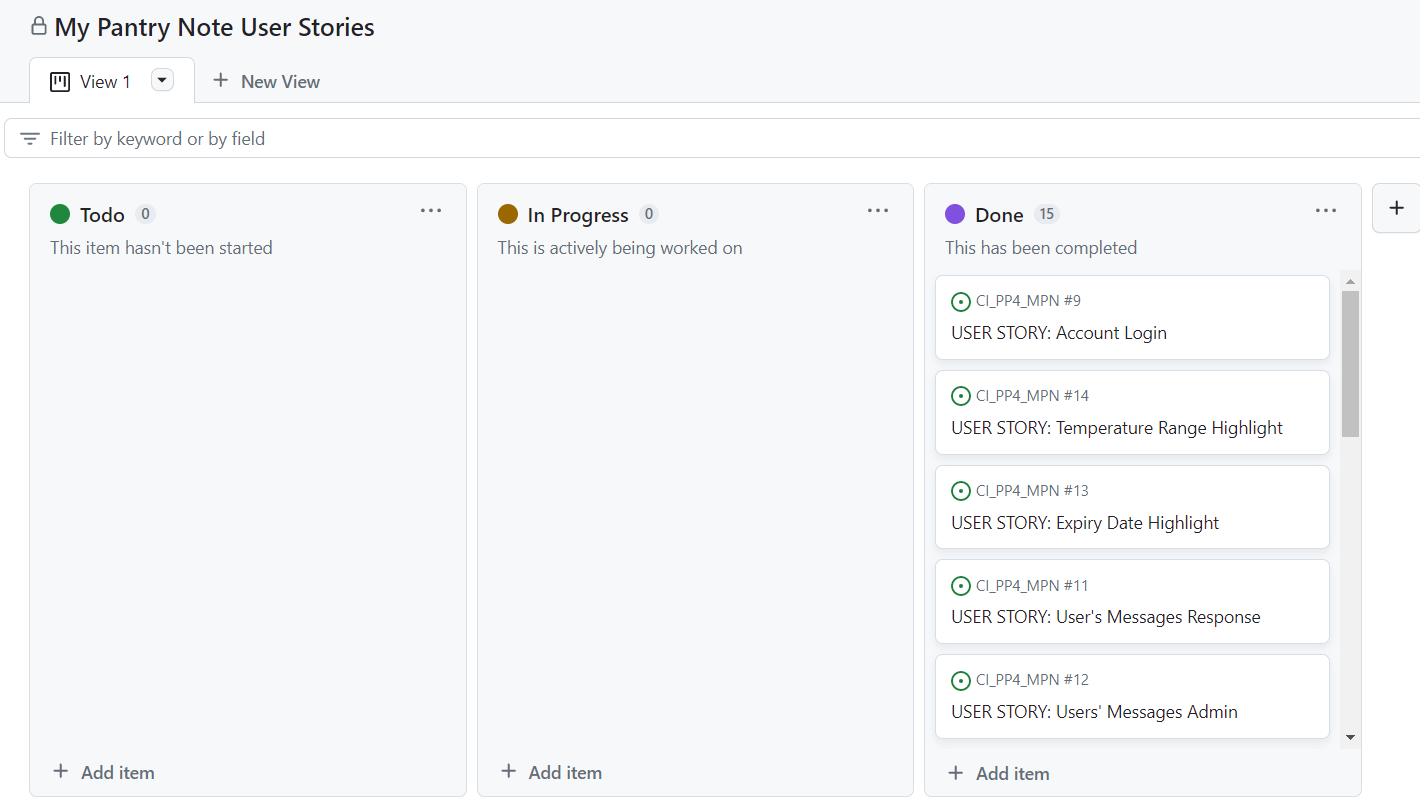 My Pantry Note User Stories
View 1
New View
Filter by keyword or by field
Todo 0
This item hasn't been started
Add item
In Progress 0
This is actively being worked on
Add item
Done 15
This has been completed
CI_PP4_MPN #9
USER STORY: Account Login
CI_PP4_MPN #14
USER STORY: Temperature Range Highlight
CI_PP4_MPN #13
USER STORY: Expiry Date Highlight
CI_PP4_MPN #11
USER STORY: User's Messages Response
CI_PP4_MPN #12
USER STORY: Users' Messages Admin
Add item